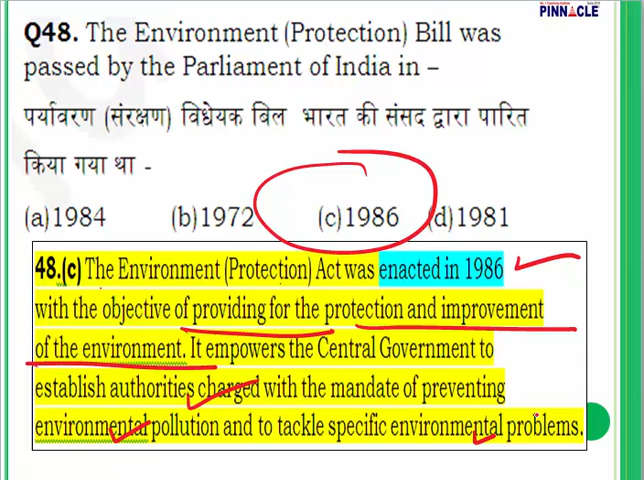 PINNACLE
Q48. The Environment (Protection) Bill was
passed by the Parliament of India in –
पर्यावरण (संरक्षण) विधेयक बिल भारत की संसद द्वारा पारित
किया गया था -
(a)1984 (b)1972 (c)1986 (d)1981
48.(c) The Environment (Protection) Act was enacted in 1986
with the objective of providing for the protection and improvement
of the environment. It empowers the Central Government to
establish authorities charged with the mandate of preventing
environmental pollution and to tackle specific environmental problems.